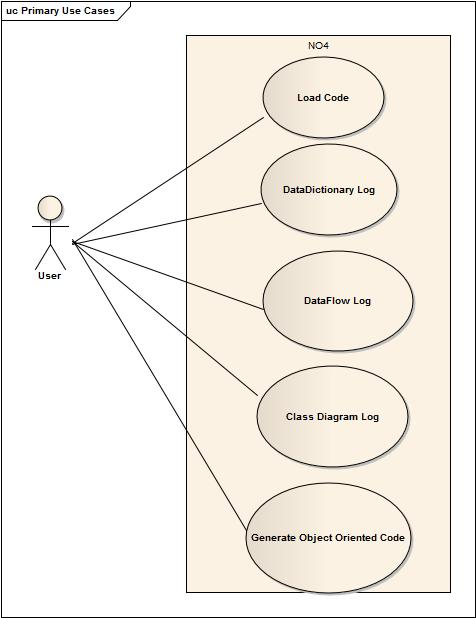 uc Primary Use Cases
NO4
Load Code
DataDictionary Log
User
DataFlow Log
Class Diagram Log
Generate Object Oriented Code